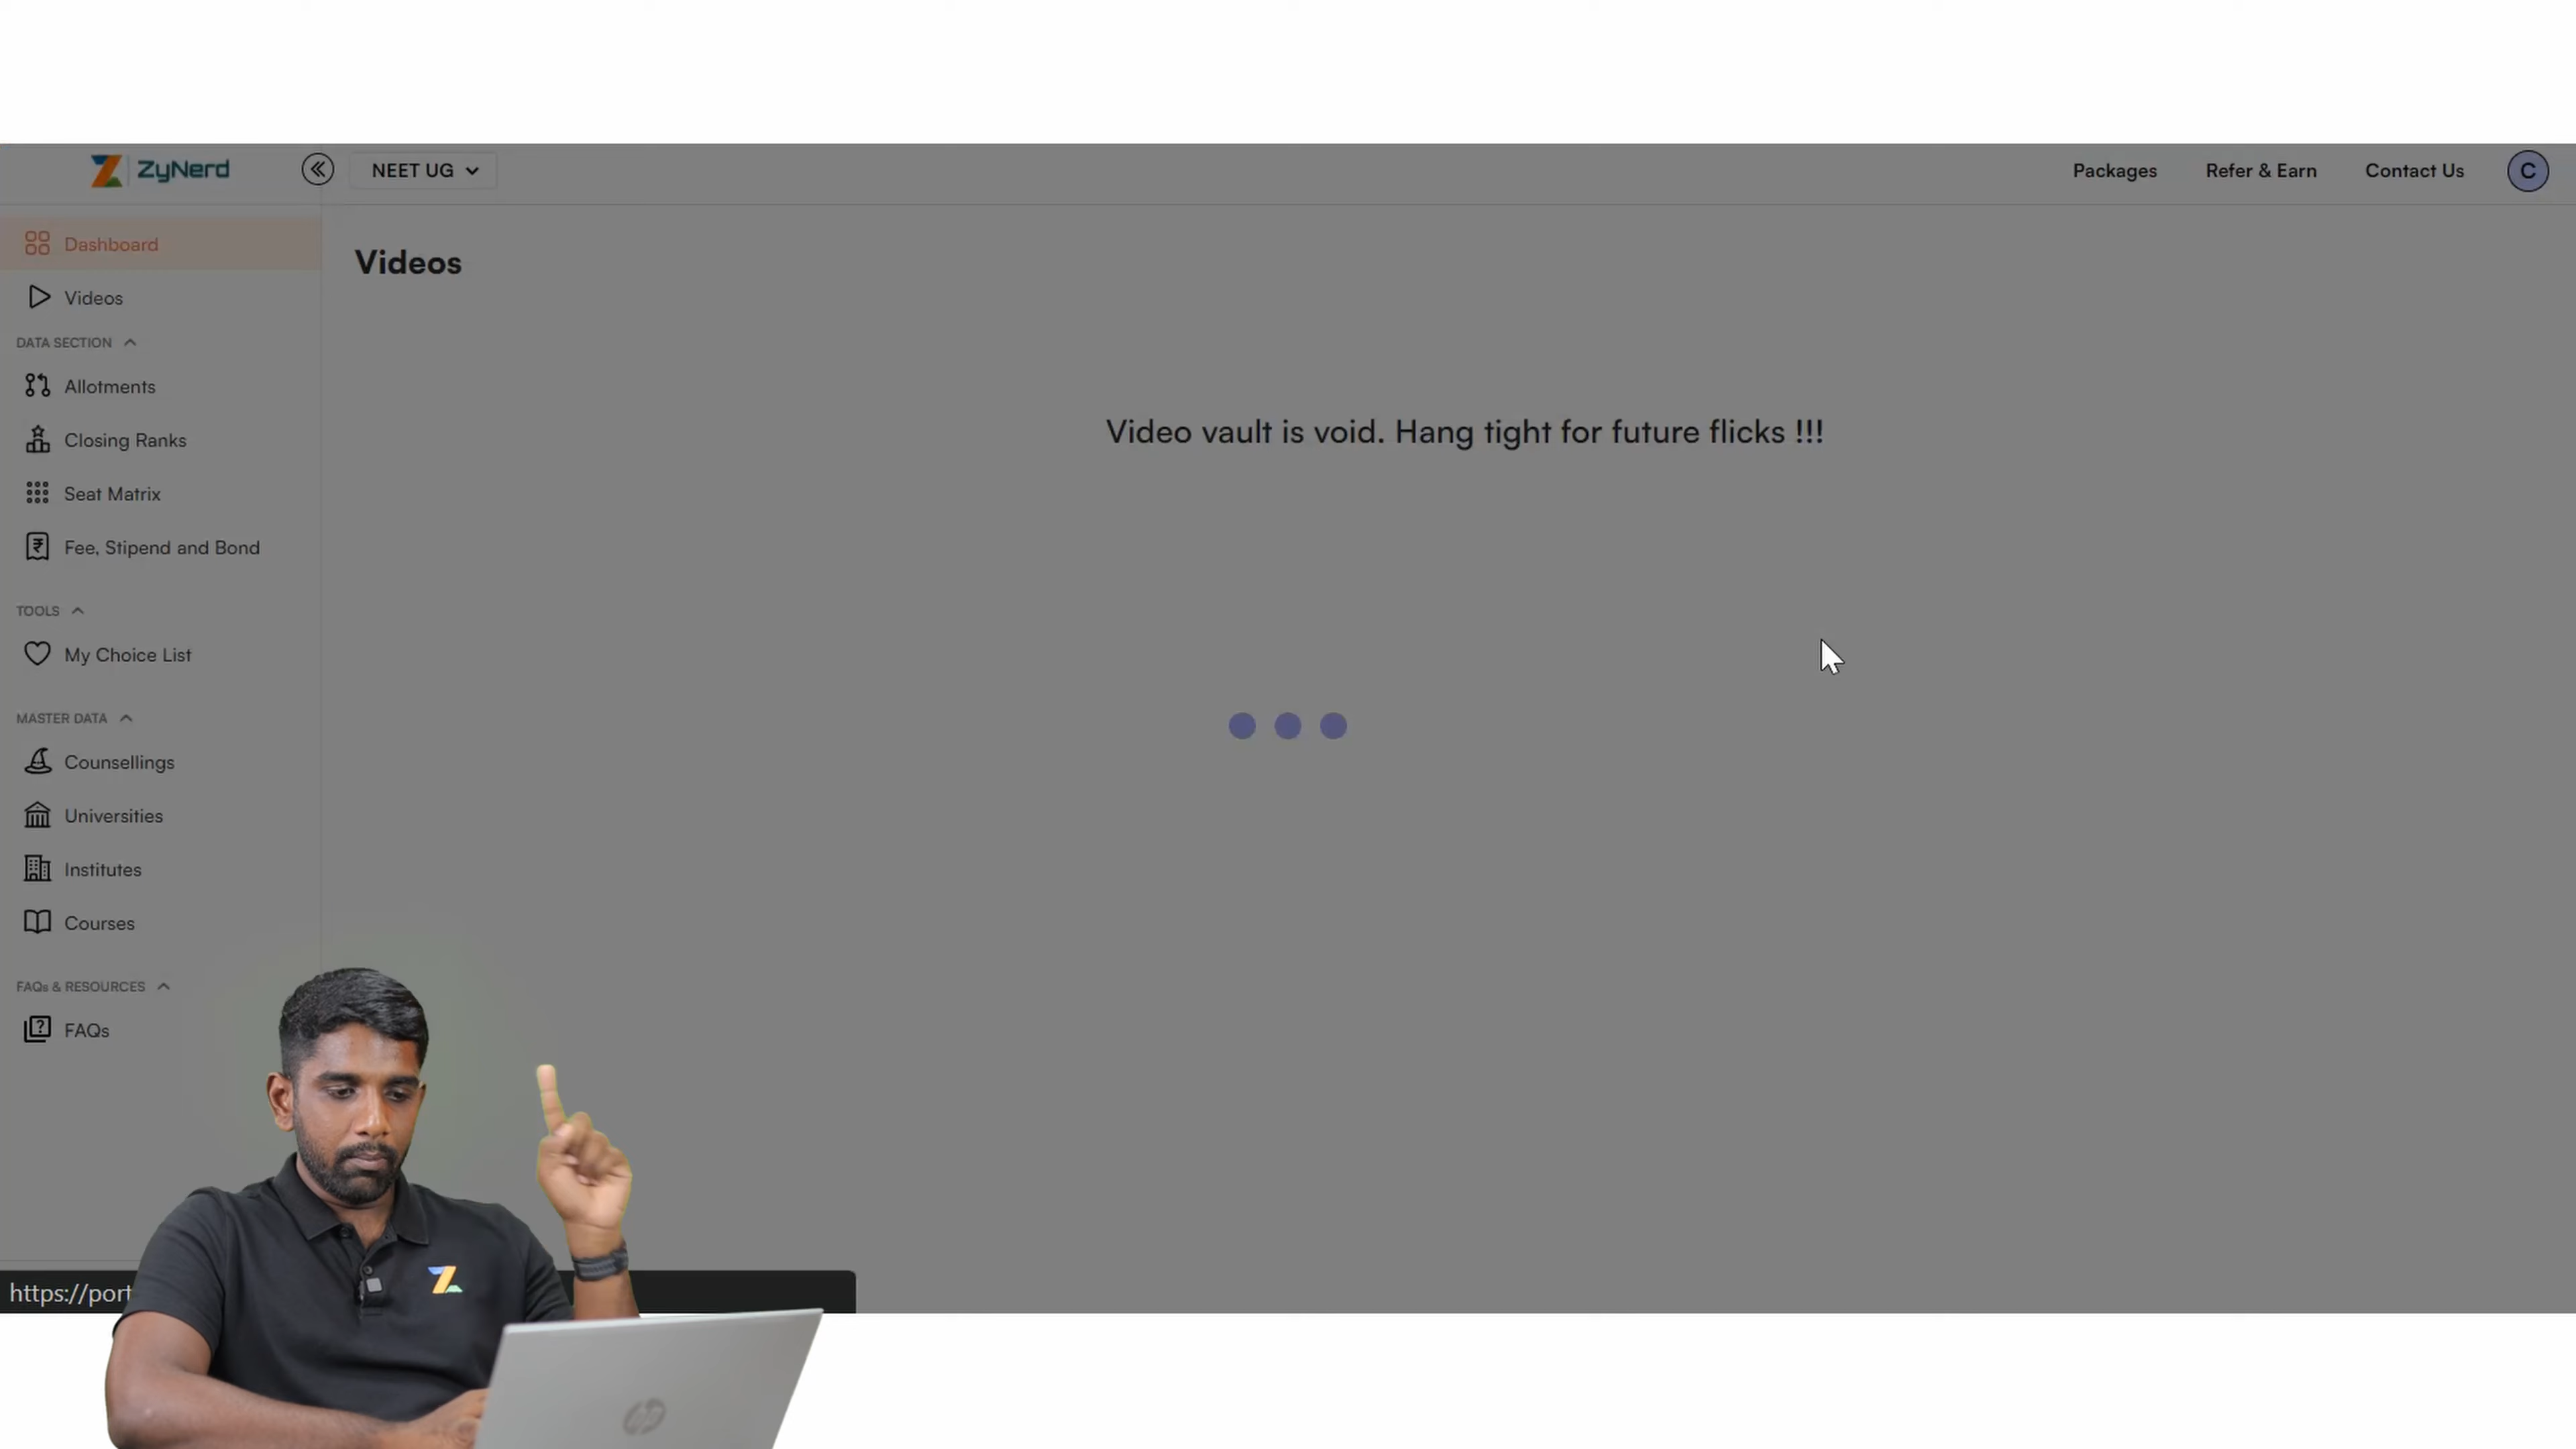 ZyNerd
NEET UG
Packages
Refer & Earn
Contact Us
C
Dashboard
Videos
DATA SECTION
Allotments
Closing Ranks
Seat Matrix
Fee, Stipend and Bond
TOOLS
My Choice List
MASTER DATA
Counsellings
Universities
Institutes
Courses
FAQs & RESOURCES
FAQs
Videos
Video vault is void. Hang tight for future flicks !!!
https://port
hp